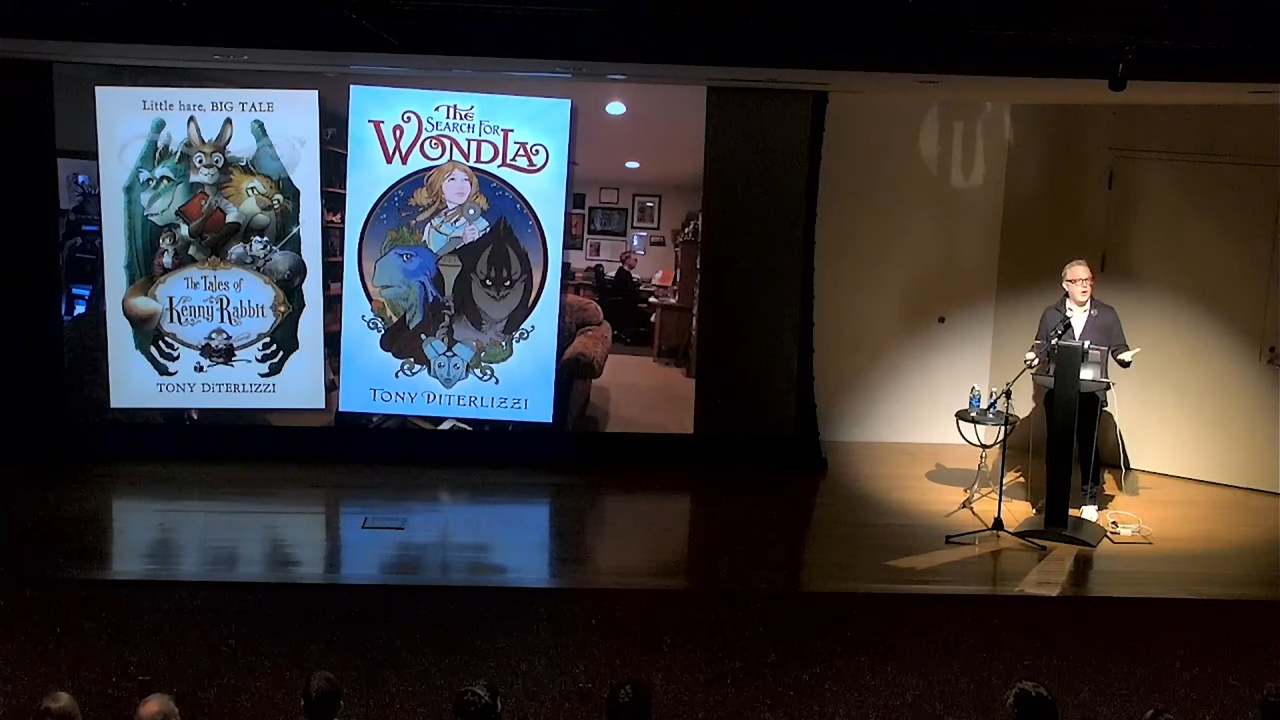 Little hare, BIG TALE
The Tales of
Kenny Rabbit
TONY DiTERLIZZI
The
SEARCH FOR
WONDLA
TONY DITERLIZZI